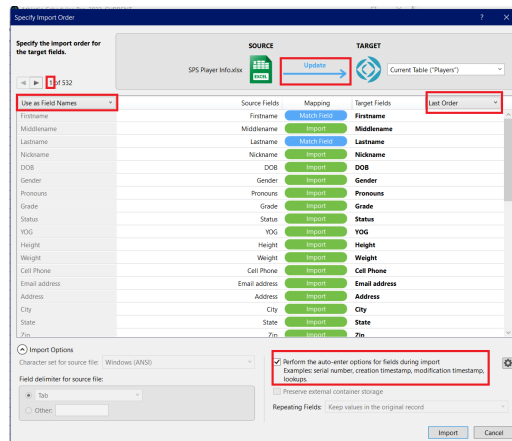 Specify Import Order
Specify the import order for
the target fields.
SOURCE
TARGET
SPS Player Info.xlsx
EXCEL
Update
Current Table ("Players")
1 of 532
Use as Field Names
Source Fields
Mapping
Target Fields
Last Order
Firstname Firstname Match Field Firstname
Middlename Middlename Import Middlename
Lastname Lastname Match Field Lastname
Nickname Nickname Import Nickname
DOB DOB Import DOB
Gender Gender Import Gender
Pronouns Pronouns Import Pronouns
Grade Grade Import Grade
Status Status Import Status
YOG YOG Import YOG
Height Height Import Height
Weight Weight Import Weight
Cell Phone Cell Phone Import Cell Phone
Email address Email address Import Email address
Address Address Import Address
City City Import City
State State Import State
Zip Zip Import Zip
Import Options
Character set for source file: Windows (ANSI)
Field delimiter for source file:
Tab
Other:
Perform the auto-enter options for fields during import
Examples: serial number, creation timestamp, modification timestamp,
lookups.
Preserve external container storage
Repeating Fields: Keep values in the original record
Import
Cancel